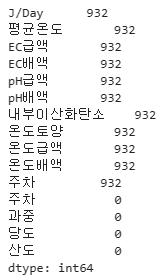 J/Day 932
평균온도 932
EC급액 932
EC배액 932
pH급액 932
pH배액 932
내부이산화탄소 932
온도토양 932
온도급액 932
온도배액 932
주차 932
주차 0
과중 0
당도 0
산도 0
dtype: int64